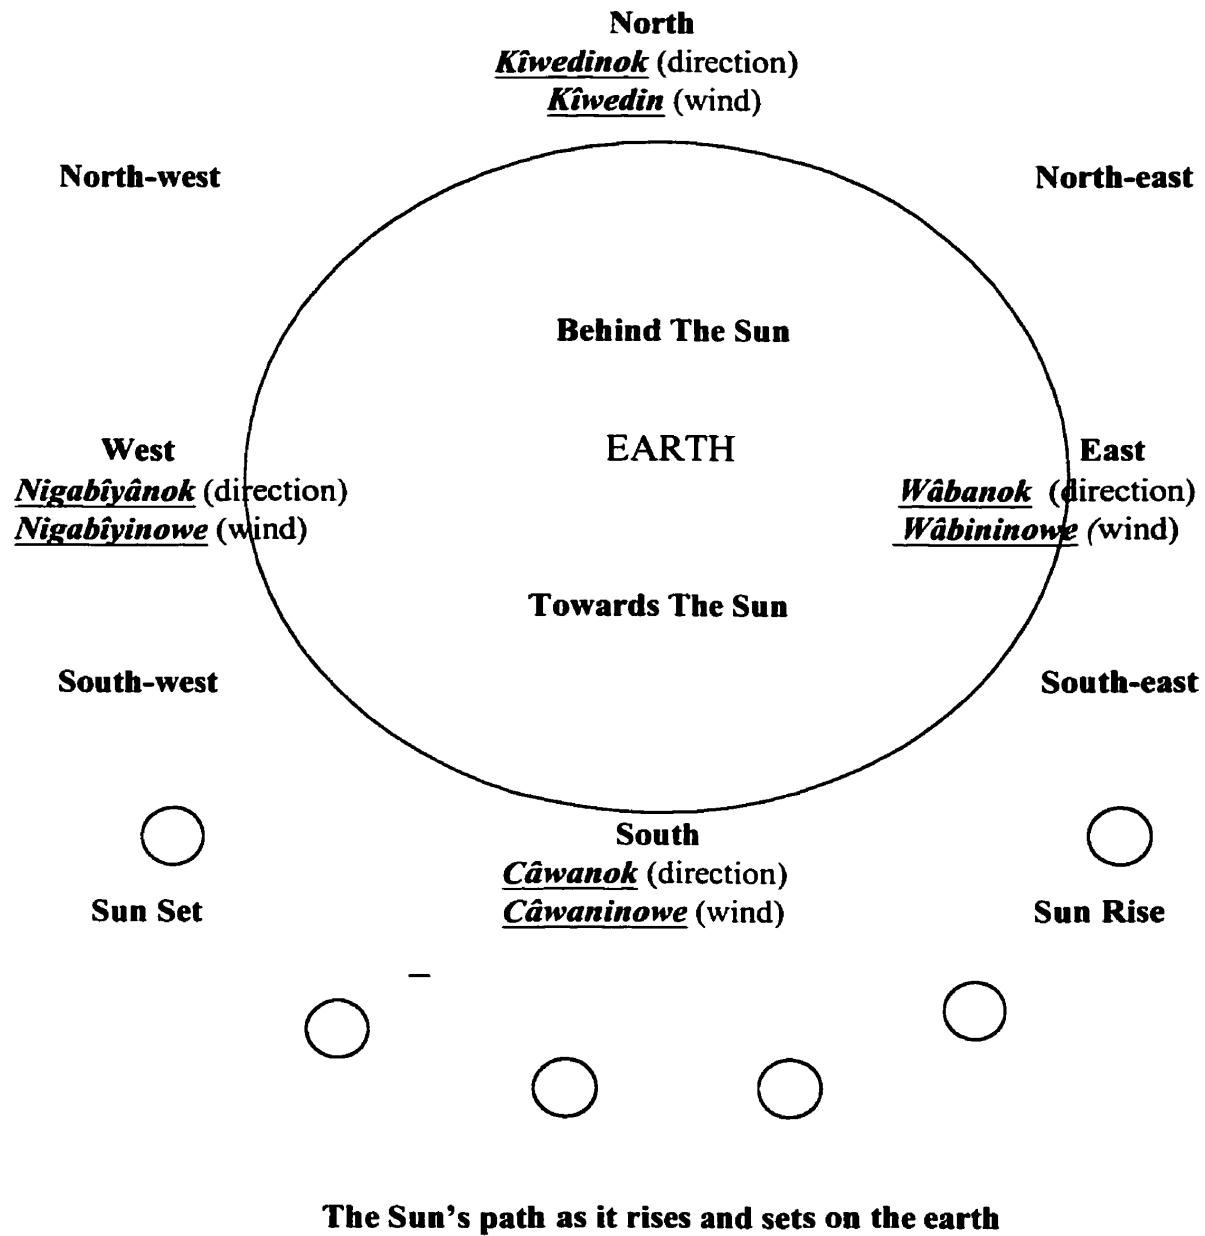 North
Kîwedinok (direction)
Kîwedin (wind)
North-west
North-east
Behind The Sun
EARTH
West
Nigabîyânok (direction)
Nigabîyinowe (wind)
East
Wâbanok (direction)
Wâbininowe (wind)
Towards The Sun
South-west
South-east
South
Câwanok (direction)
Câwaninowe (wind)
Sun Set
Sun Rise
The Sun's path as it rises and sets on the earth